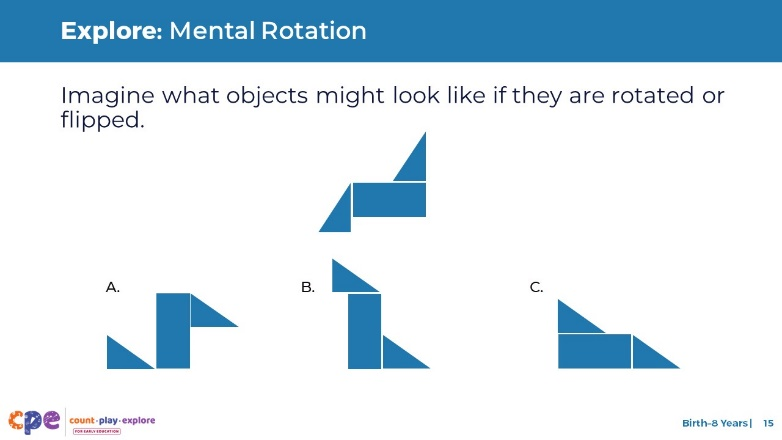 Explore: Mental Rotation
Imagine what objects might look like if they are rotated or
flipped.
A.
B.
C.
cpe
count·play·explore
FOR EARLY EDUCATION
Birth-8 Years| 15